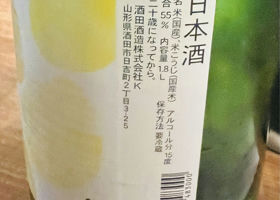 日本酒
名 米(国産)、米こうじ(国産米) アルコール分15度
合 55% 内容量1.8L 保存方法 要冷蔵
二十歳になってから。
酒田酒造株式会社K
山形県酒田市日吉町2丁目3-25
483000